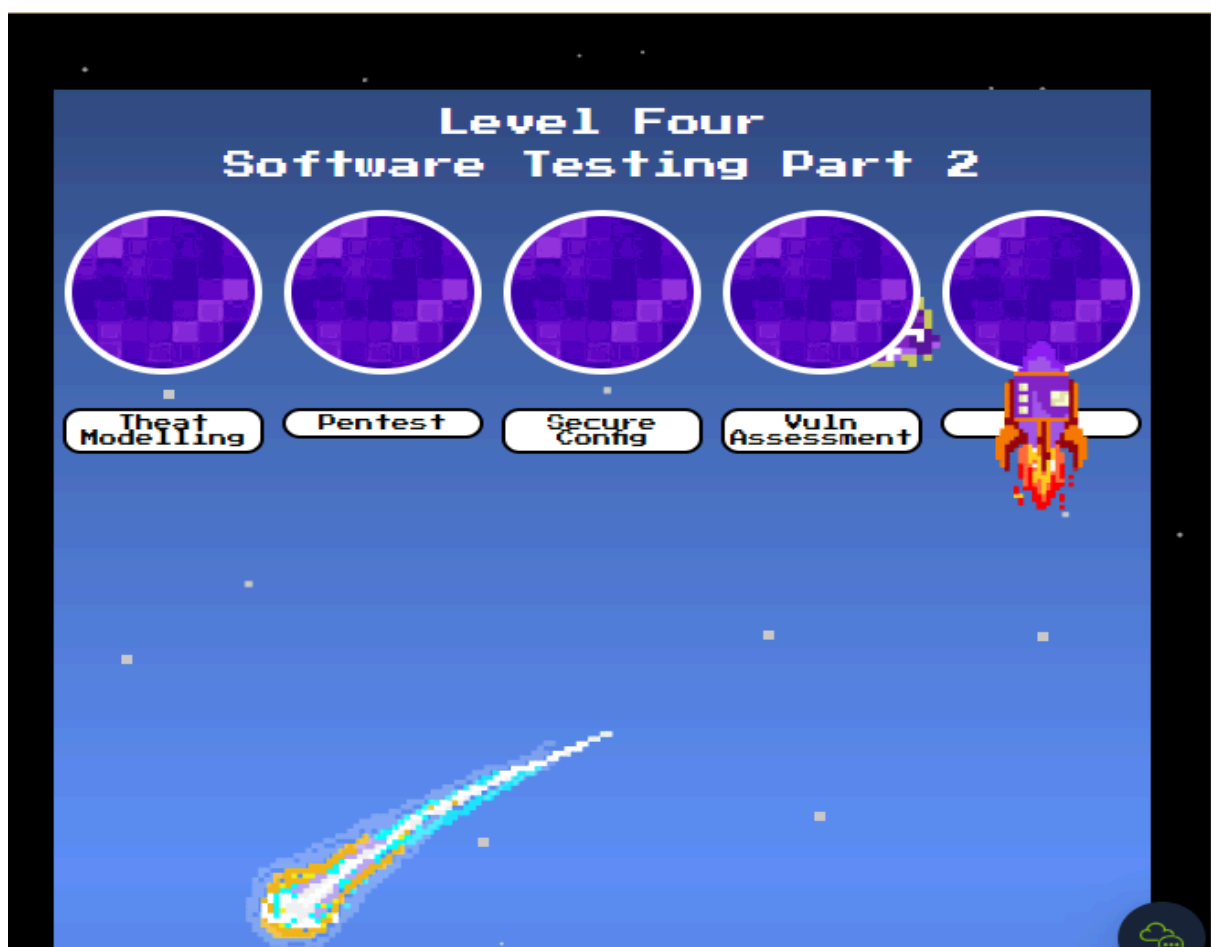 Level Four
Software Testing Part 2
Theat
Modelling
Pentest
Secure
Config
Vuln
Assessment